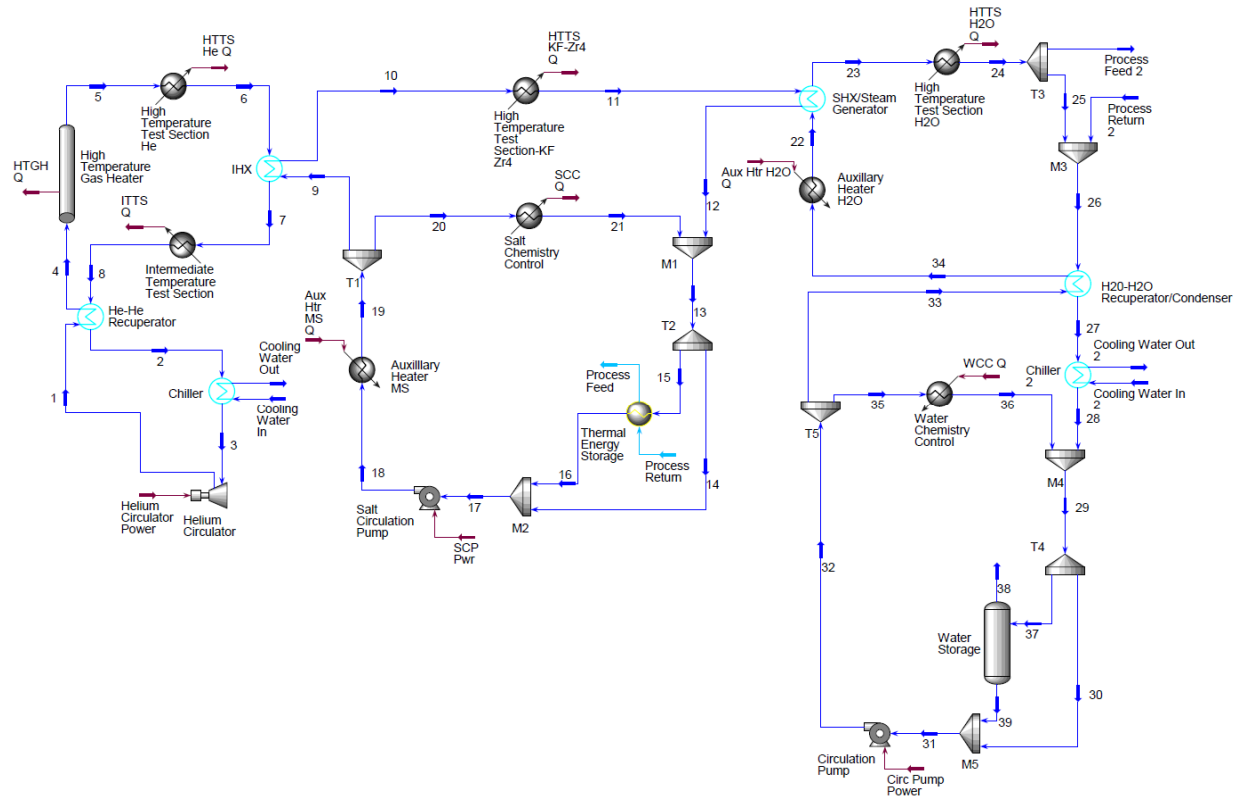 HTTS
He Q
5
6
High
Temperature
Test Section
He
HTGH
Q
High
Temperature
Gas Heater
ITTS
Q
IHX
7
4
8
Intermediate
Temperature
Test Section
He-He
Recuperator
2
Cooling
Water
Out
Chiller
Cooling
Water
In
1
3
Helium
Circulator
Power
Helium
Circulator
10
HTTS
KF-Zr4
Q
11
High
Temperature
Test
Section-KF
Zr4
9
SCC
Q
20
21
Salt
Chemistry
Control
12
M1
T1
Aux
Htr
MS
Q
19
13
T2
Auxillary
Heater
MS
Process
Feed
15
Thermal
Energy
Storage
Process
Return
14
16
18
17
M2
Salt
Circulation
Pump
SCP
Pwr
HTTS
H2O
Q
23
24
High
Temperature
Test Section
H2O
T3
Process
Feed 2
25
Process
Return
2
SHX/Steam
Generator
22
M3
Aux Htr H2O
Q
Auxillary
Heater
H2O
26
34
33
H20-H2O
Recuperator/Condenser
27
Cooling Water Out
2
Chiller
2
Cooling Water In
2
28
WCC Q
35
36
T5
Water
Chemistry
Control
M4
29
T4
32
38
Water
Storage
37
30
39
31
M5
Circulation
Pump
Circ Pump
Power